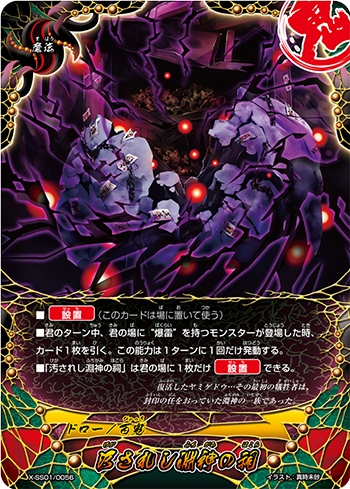 魔法
■設置(このカードは場に置いて使う)
■君のターン中、君の場に“爆雷”を持つモンスターが登場した時、
カード1枚を引く。この能力は1ターンに1回だけ発動する。
■「汚されし淵神の祠」は君の場に1枚だけ設置できる。
復活したヤミゲドウ…その最初の犠牲者は、
封印の任をおっていた淵神の一族であった。
ドロー／百鬼
汚されし淵神の祠
X-SS01/0056
イラスト:真時未砂